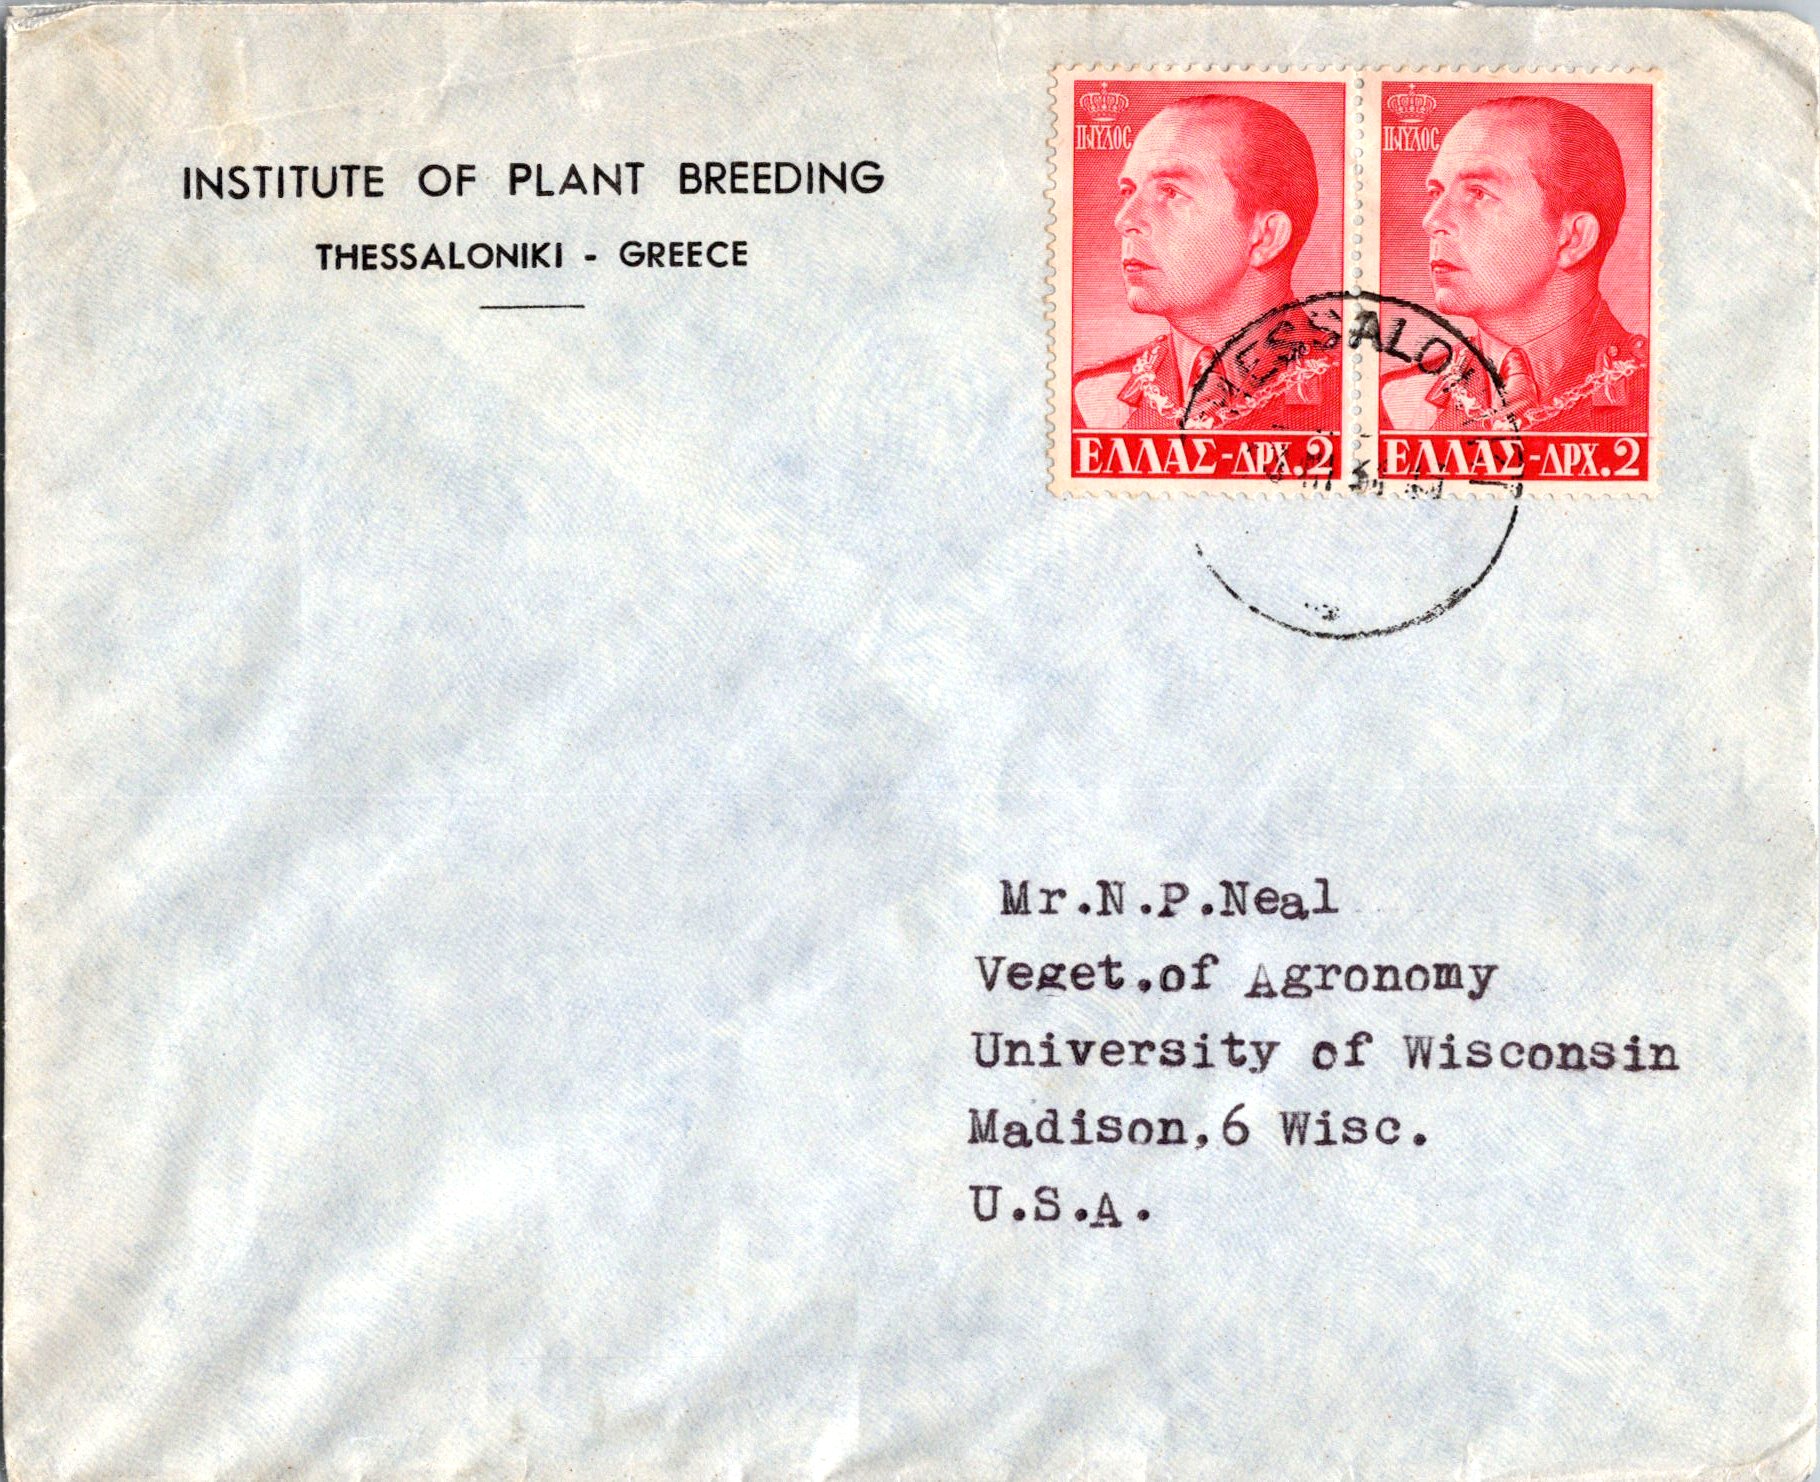 INSTITUTE OF PLANT BREEDING
THESSALONIKI - GREECE
ΠΑΥΛΟΣ
ΠΑΥΛΟΣ
ΕΛΛΑΣ-ΔΡΧ.2
ΕΛΛΑΣ-ΔΡΧ.2
THESSALONIKI
Mr.N.P.Neal
Veget.of Agronomy
University of Wisconsin
Madison,6 Wisc.
U.S.A.